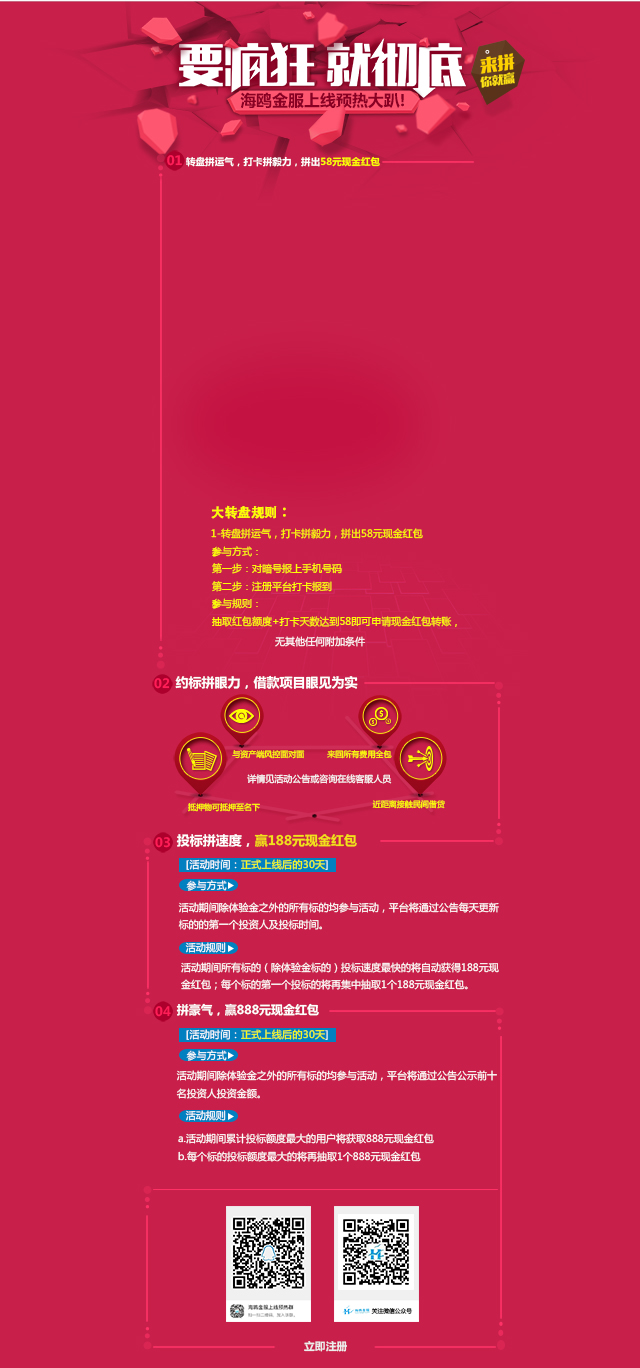 要疯狂 就彻底
来拼
你就赢
海鸥金服上线预热大趴!
01 转盘拼运气，打卡拼毅力，拼出58元现金红包
大转盘规则：
1-转盘拼运气，打卡拼毅力，拼出58元现金红包
参与方式：
第一步：对暗号报上手机号码
第二步：注册平台打卡报到
参与规则：
抽取红包额度+打卡天数达到58即可申请现金红包转账，
无其他任何附加条件
02 约标拼眼力，借款项目眼见为实
与资产端风控面对面
来回所有费用全包
详情见活动公告或咨询在线客服人员
抵押物可抵押至名下
近距离接触民间借贷
03 投标拼速度，赢188元现金红包
[活动时间：正式上线后的30天]
参与方式
活动期间除体验金之外的所有标的均参与活动，平台将通过公告每天更新
标的的第一个投资人及投标时间。
活动规则
活动期间所有标的（除体验金标的）投标速度最快的将自动获得188元现
金红包；每个标的第一个投标的将再集中抽取1个188元现金红包。
04 拼豪气，赢888元现金红包
[活动时间：正式上线后的30天]
参与方式
活动期间除体验金之外的所有标的均参与活动，平台将通过公告公示前十
名投资人投资金额。
活动规则
a.活动期间累计投标额度最大的用户将获取888元现金红包
b.每个标的投标额度最大的将再抽取1个888元现金红包
海鸥金服上线预热群
关注微信公众号
立即注册